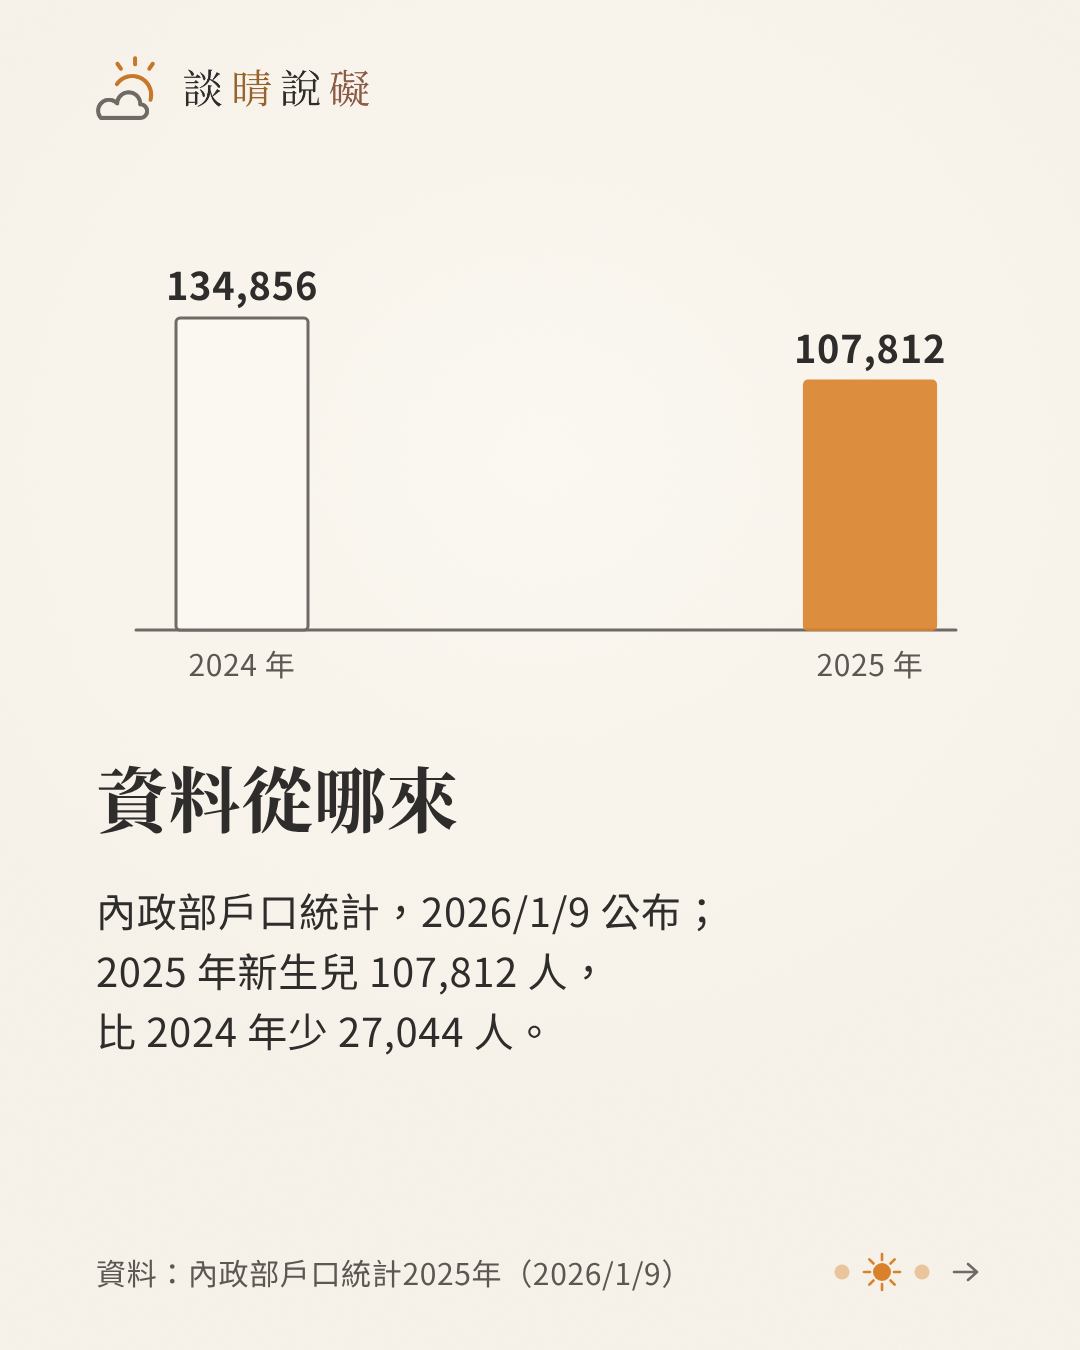 談晴說礙
134,856
107,812
2024 年
2025 年
資料從哪來
內政部戶口統計，2026/1/9 公布；
2025 年新生兒 107,812 人，
比 2024 年少 27,044 人。
資料：內政部戶口統計2025年（2026/1/9）